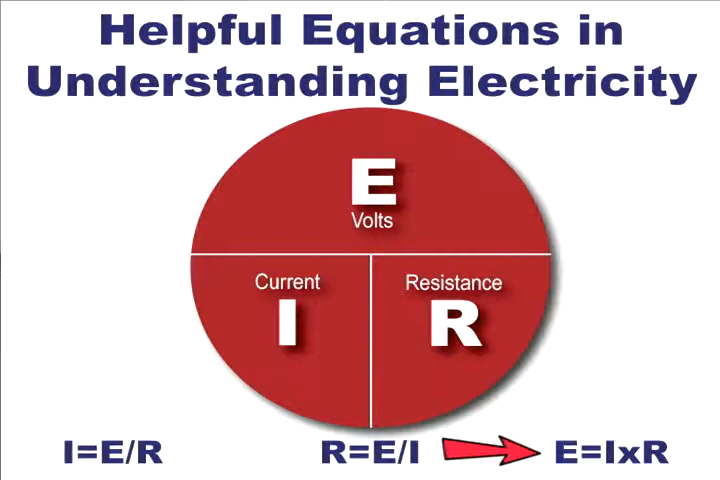 Helpful Equations in
Understanding Electricity
E
Volts
Current
I
Resistance
R
I=E/R
R=E/I
E=IxR